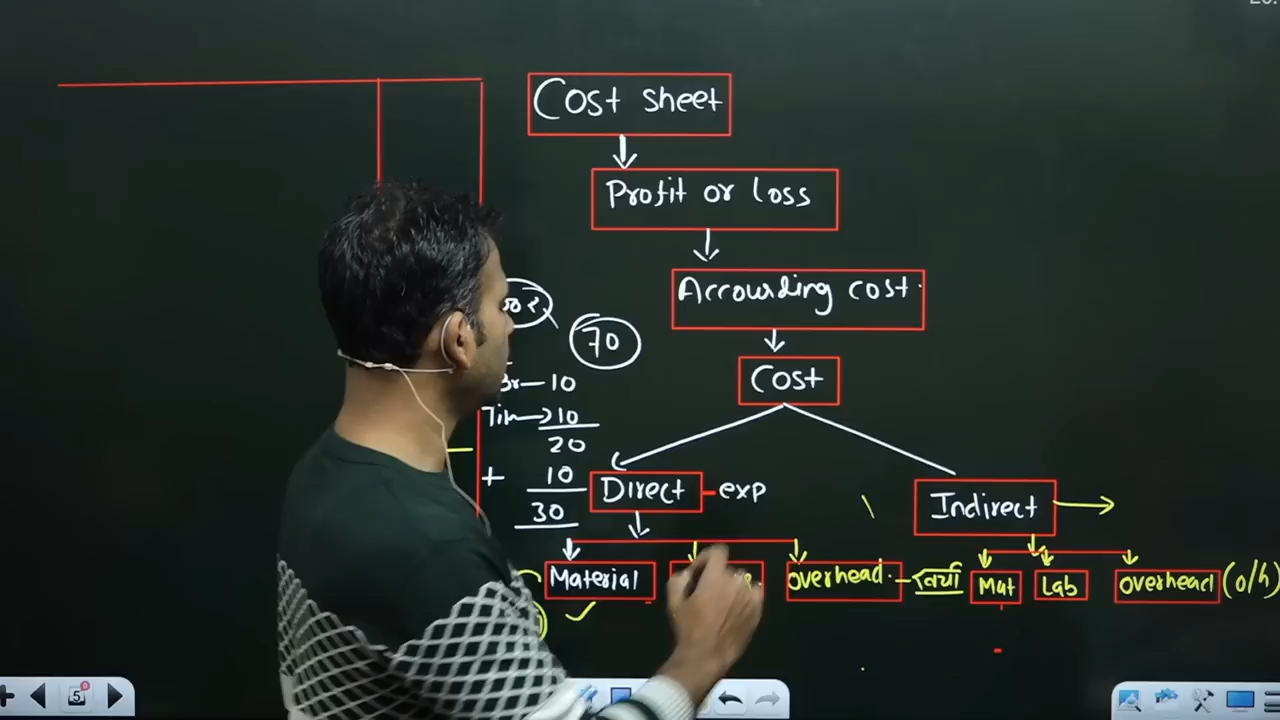 Cost sheet
Profit or loss
Accounding cost
70
10
10
20
Cost
+ 10
30
Direct - exp
Indirect
Material
overhead
खर्चा
Mat
Lab
overhead (o/h)
5